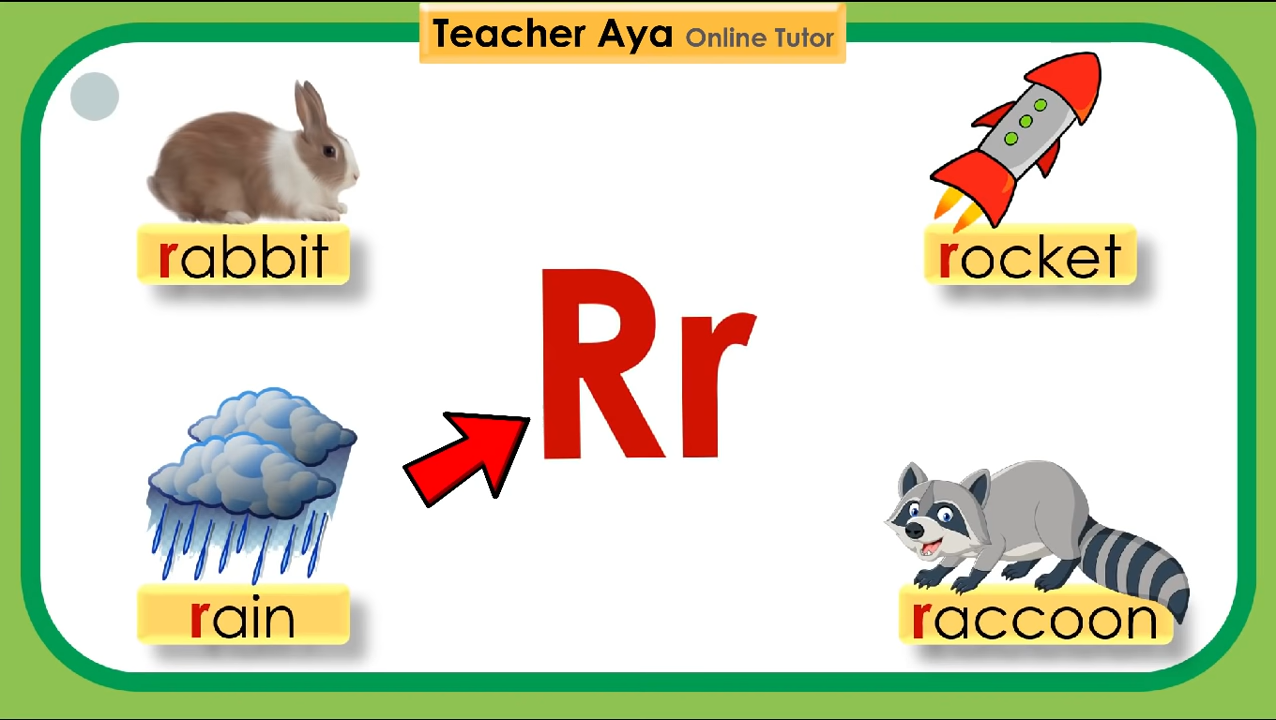 Teacher Aya Online Tutor
rabbit
rocket
Rr
rain
raccoon